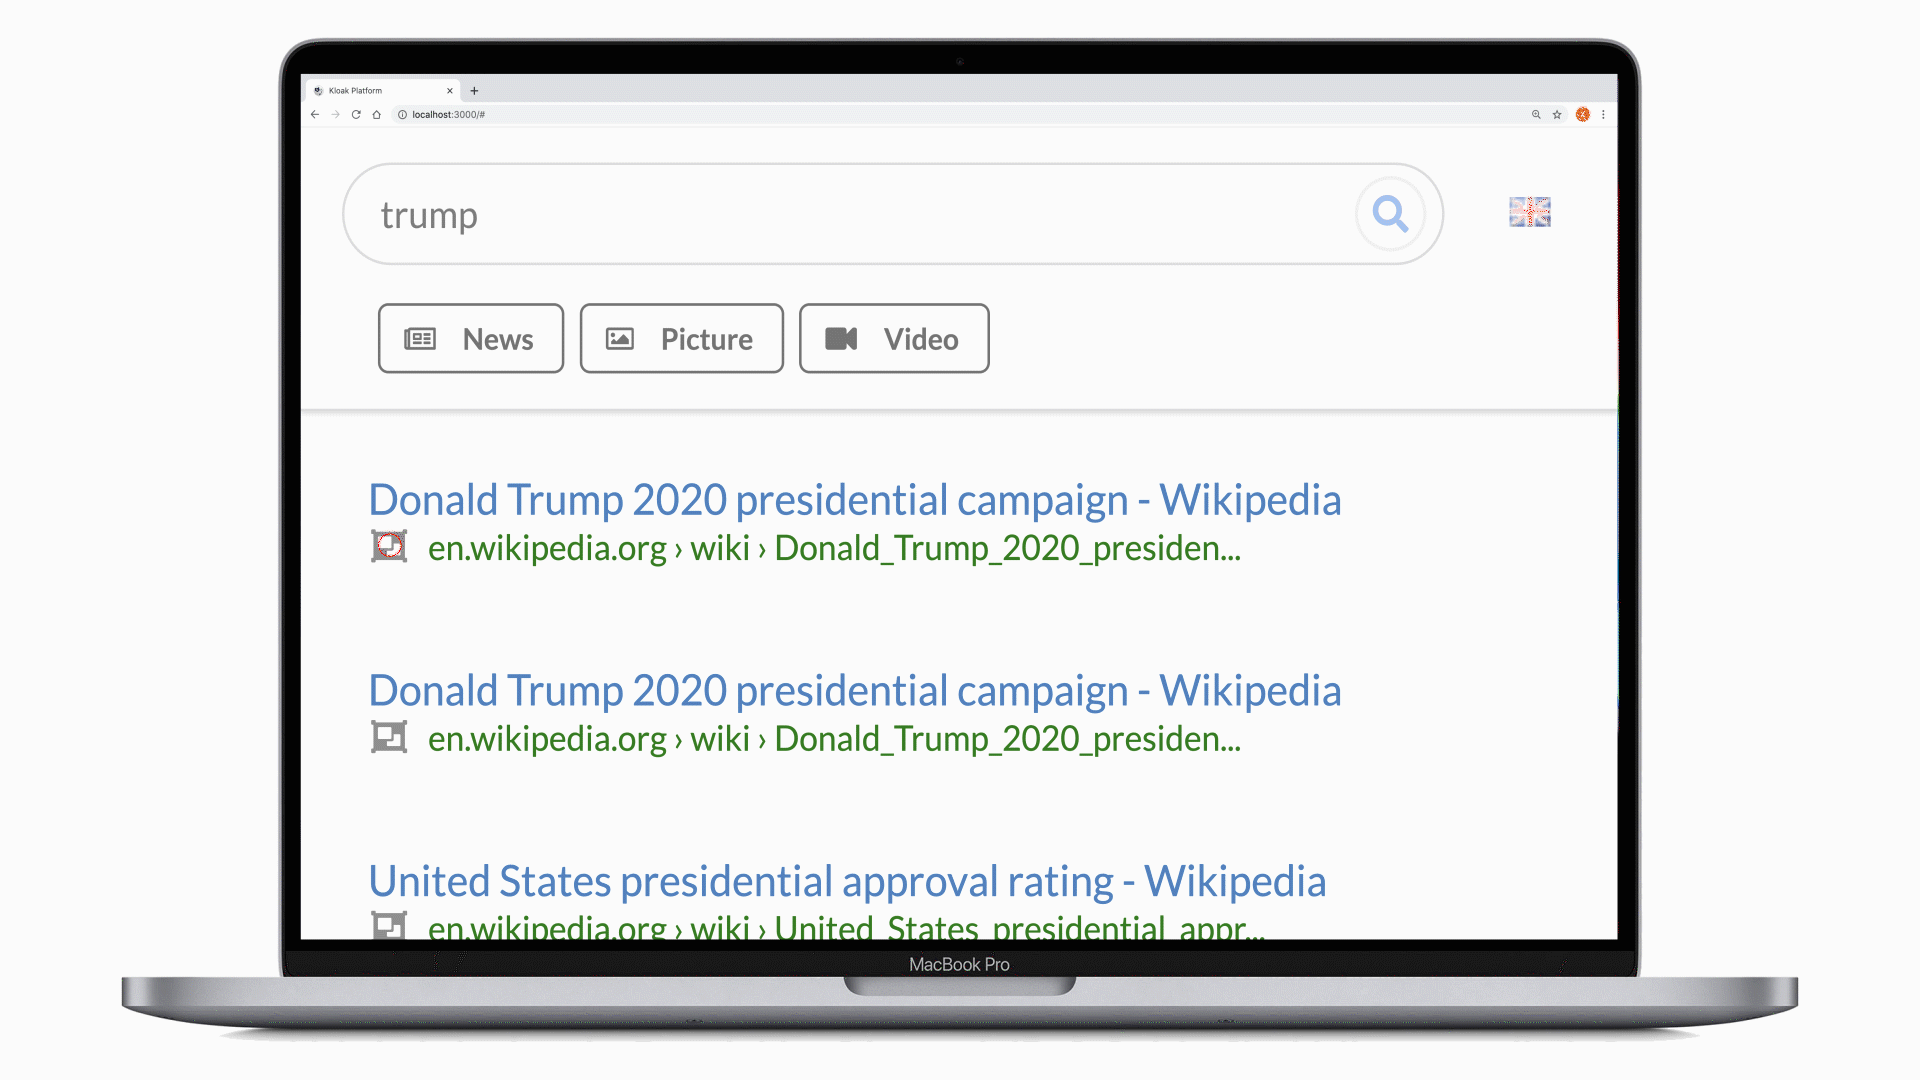 Kloak Platform
localhost:3000/#
trump
News
Picture
Video
Donald Trump 2020 presidential campaign - Wikipedia
en.wikipedia.org › wiki › Donald_Trump_2020_presiden...
Donald Trump 2020 presidential campaign - Wikipedia
en.wikipedia.org › wiki › Donald_Trump_2020_presiden...
United States presidential approval rating - Wikipedia
en.wikipedia.org › wiki › United_States_presidential_appr...
MacBook Pro